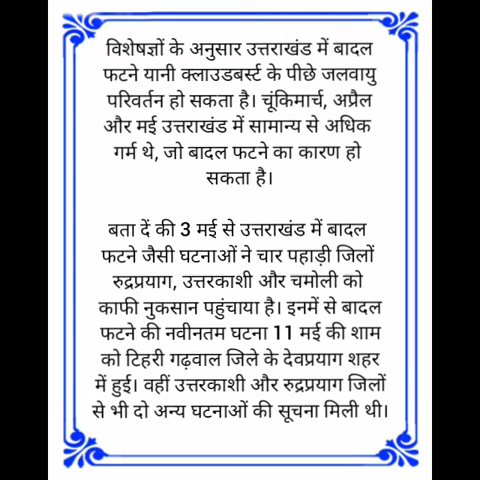 विशेषज्ञों के अनुसार उत्तराखंड में बादल
फटने यानी क्लाउडबर्स्ट के पीछे जलवायु
परिवर्तन हो सकता है। चूंकिमार्च, अप्रैल
और मई उत्तराखंड में सामान्य से अधिक
गर्म थे, जो बादल फटने का कारण हो
सकता है।
बता दें की 3 मई से उत्तराखंड में बादल
फटने जैसी घटनाओं ने चार पहाड़ी जिलों
रुद्रप्रयाग, उत्तरकाशी और चमोली को
काफी नुकसान पहुंचाया है। इनमें से बादल
फटने की नवीनतम घटना 11 मई की शाम
को टिहरी गढ़वाल जिले के देवप्रयाग शहर
में हुई। वहीं उत्तरकाशी और रुद्रप्रयाग जिलों
से भी दो अन्य घटनाओं की सूचना मिली थी।